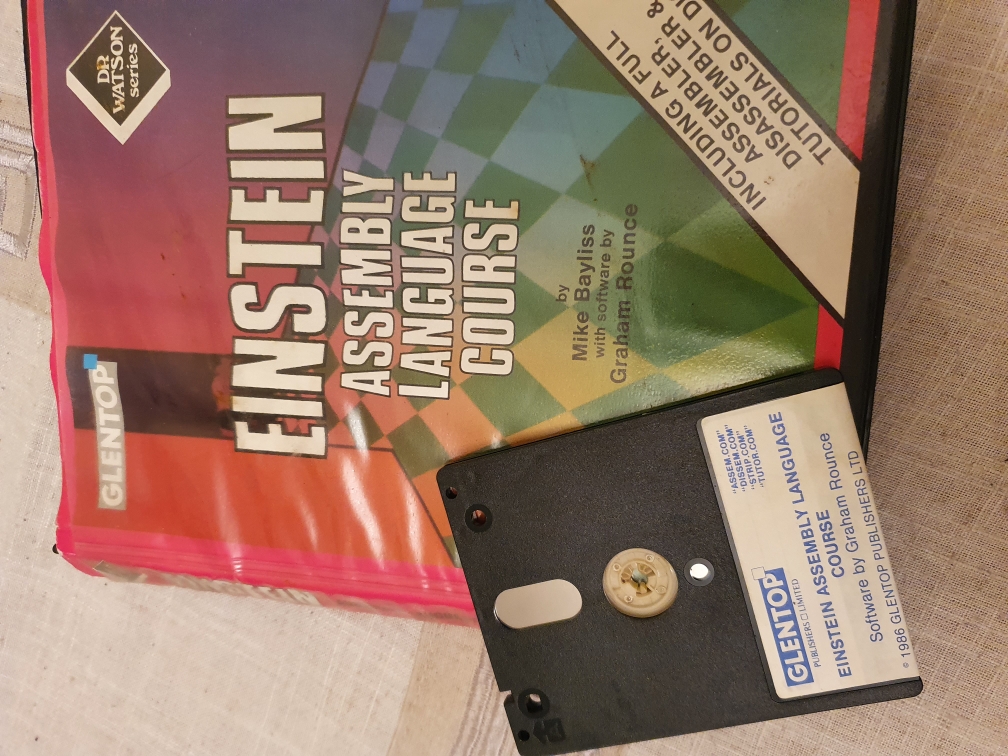 GLENTOP
DR
WATSON
series
EINSTEIN
ASSEMBLY
LANGUAGE
COURSE
by
Mike Bayliss
with software by
Graham Rounce
INCLUDING A FULL
ASSEMBLER,
DISASSEMBLER &
TUTORIALS ON
GLENTOP
PUBLISHERS LIMITED
"ASSEM.COM"
"DISSEM.COM"
"STRIP.COM"
"TUTOR.COM"
EINSTEIN ASSEMBLY LANGUAGE
COURSE
Software by Graham Rounce
© 1986 GLENTOP PUBLISHERS LTD